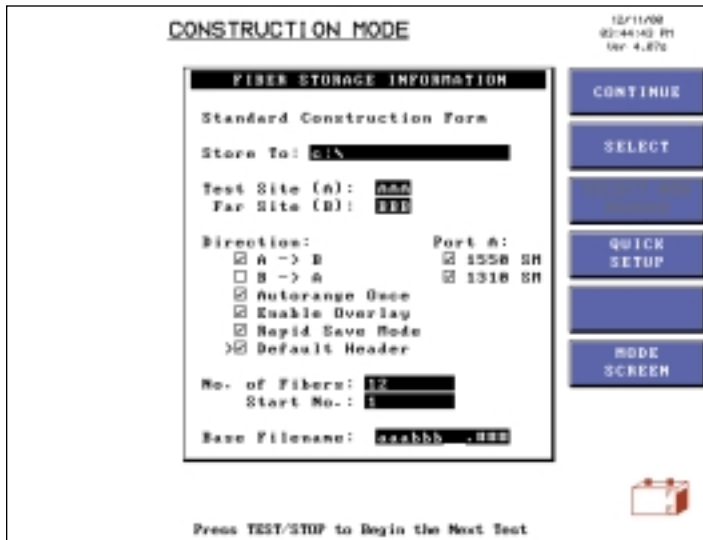 CONSTRUCTION MODE
12/11/00
03:44:43 PM
Ver 4.07c
FIBER STORAGE INFORMATION
Standard Construction Form
Store To: c:\
Test Site (A): AAA
Far Site (B): BBB
Direction: Port A:
A -> B 1550 SM
B -> A 1310 SM
Autorange Once
Enable Overlay
Rapid Save Mode
>Default Header
No. of Fibers: 12
Start No.: 1
Base Filename: aaabbb__.###
CONTINUE
SELECT
QUICK SETUP
MODE SCREEN
Press TEST/STOP to Begin the Next Test